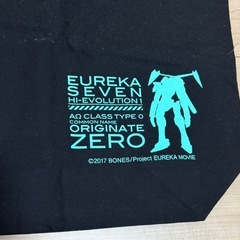 EUREKA
SEVEN
HI-EVOLUTION 1
AΩ CLASS TYPE 0
COMMON NAME
ORIGINATE
ZERO
©2017 BONES/Project EUREKA MOVIE